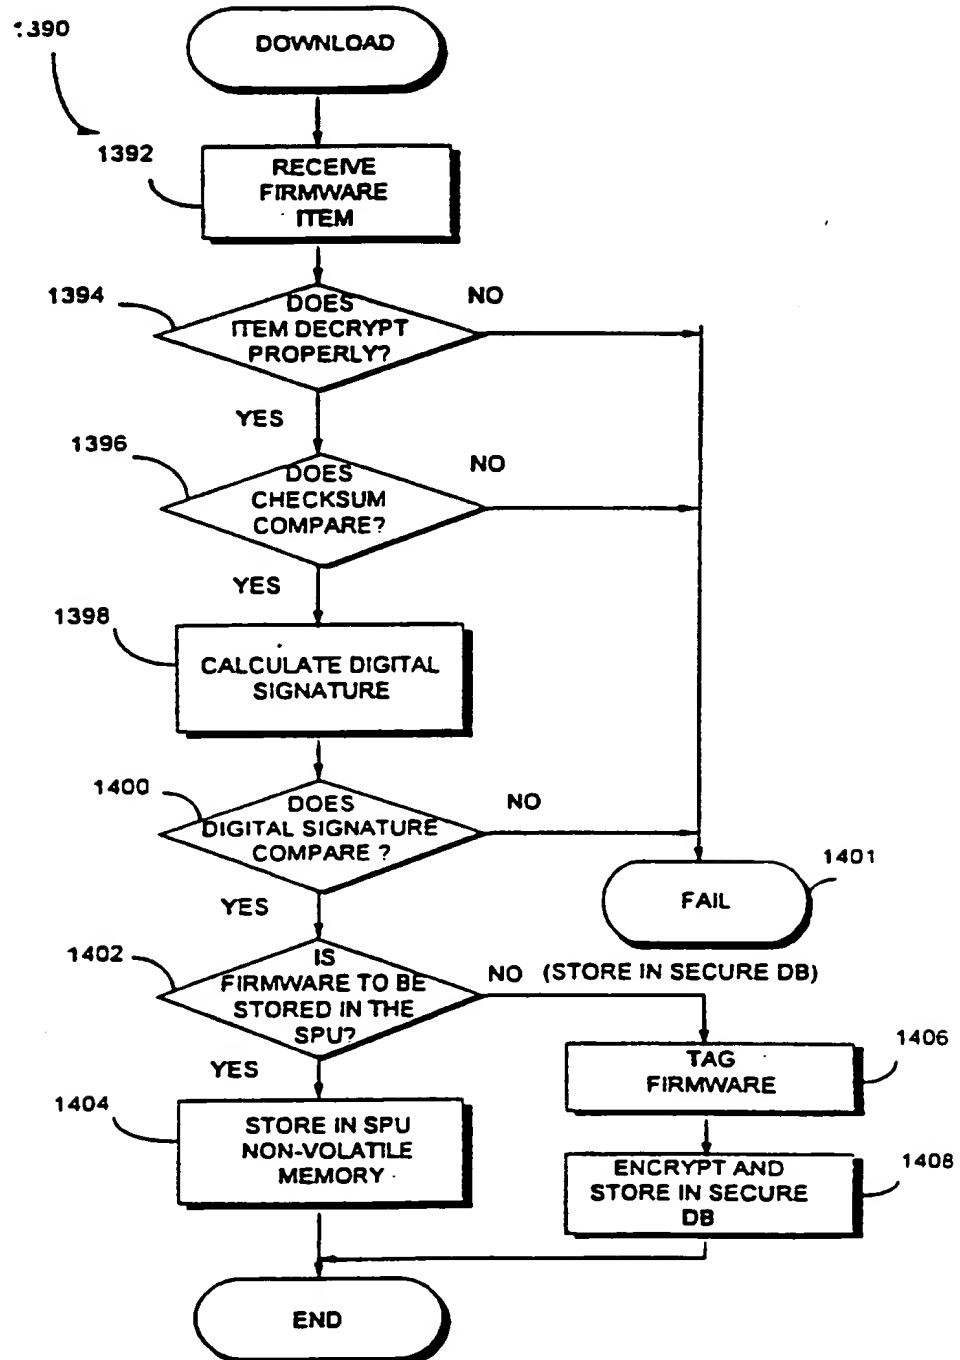 1390
DOWNLOAD
1392
RECEIVE
FIRMWARE
ITEM
1394
DOES
ITEM DECRYPT
PROPERLY?
NO
YES
1396
DOES
CHECKSUM
COMPARE?
NO
YES
1398
CALCULATE DIGITAL
SIGNATURE
1400
DOES
DIGITAL SIGNATURE
COMPARE ?
NO
1401
FAIL
YES
1402
IS
FIRMWARE TO BE
STORED IN THE
SPU?
NO (STORE IN SECURE DB)
YES
1406
TAG
FIRMWARE
1404
STORE IN SPU
NON-VOLATILE
MEMORY
1408
ENCRYPT AND
STORE IN SECURE
DB
END